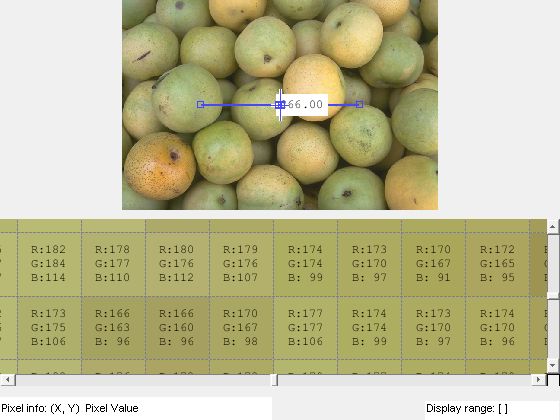 66.00
R:182 R:178 R:180 R:179 R:174 R:173 R:170 R:172
G:184 G:177 G:176 G:176 G:174 G:170 G:167 G:165
B:114 B:110 B:112 B:107 B: 99 B: 97 B: 91 B: 95
R:173 R:166 R:166 R:170 R:177 R:174 R:173 R:174
G:175 G:163 G:160 G:167 G:177 G:174 G:170 G:170
B:106 B: 96 B: 96 B: 98 B:106 B: 99 B: 97 B: 96
Pixel info: (X, Y) Pixel Value
Display range: [ ]